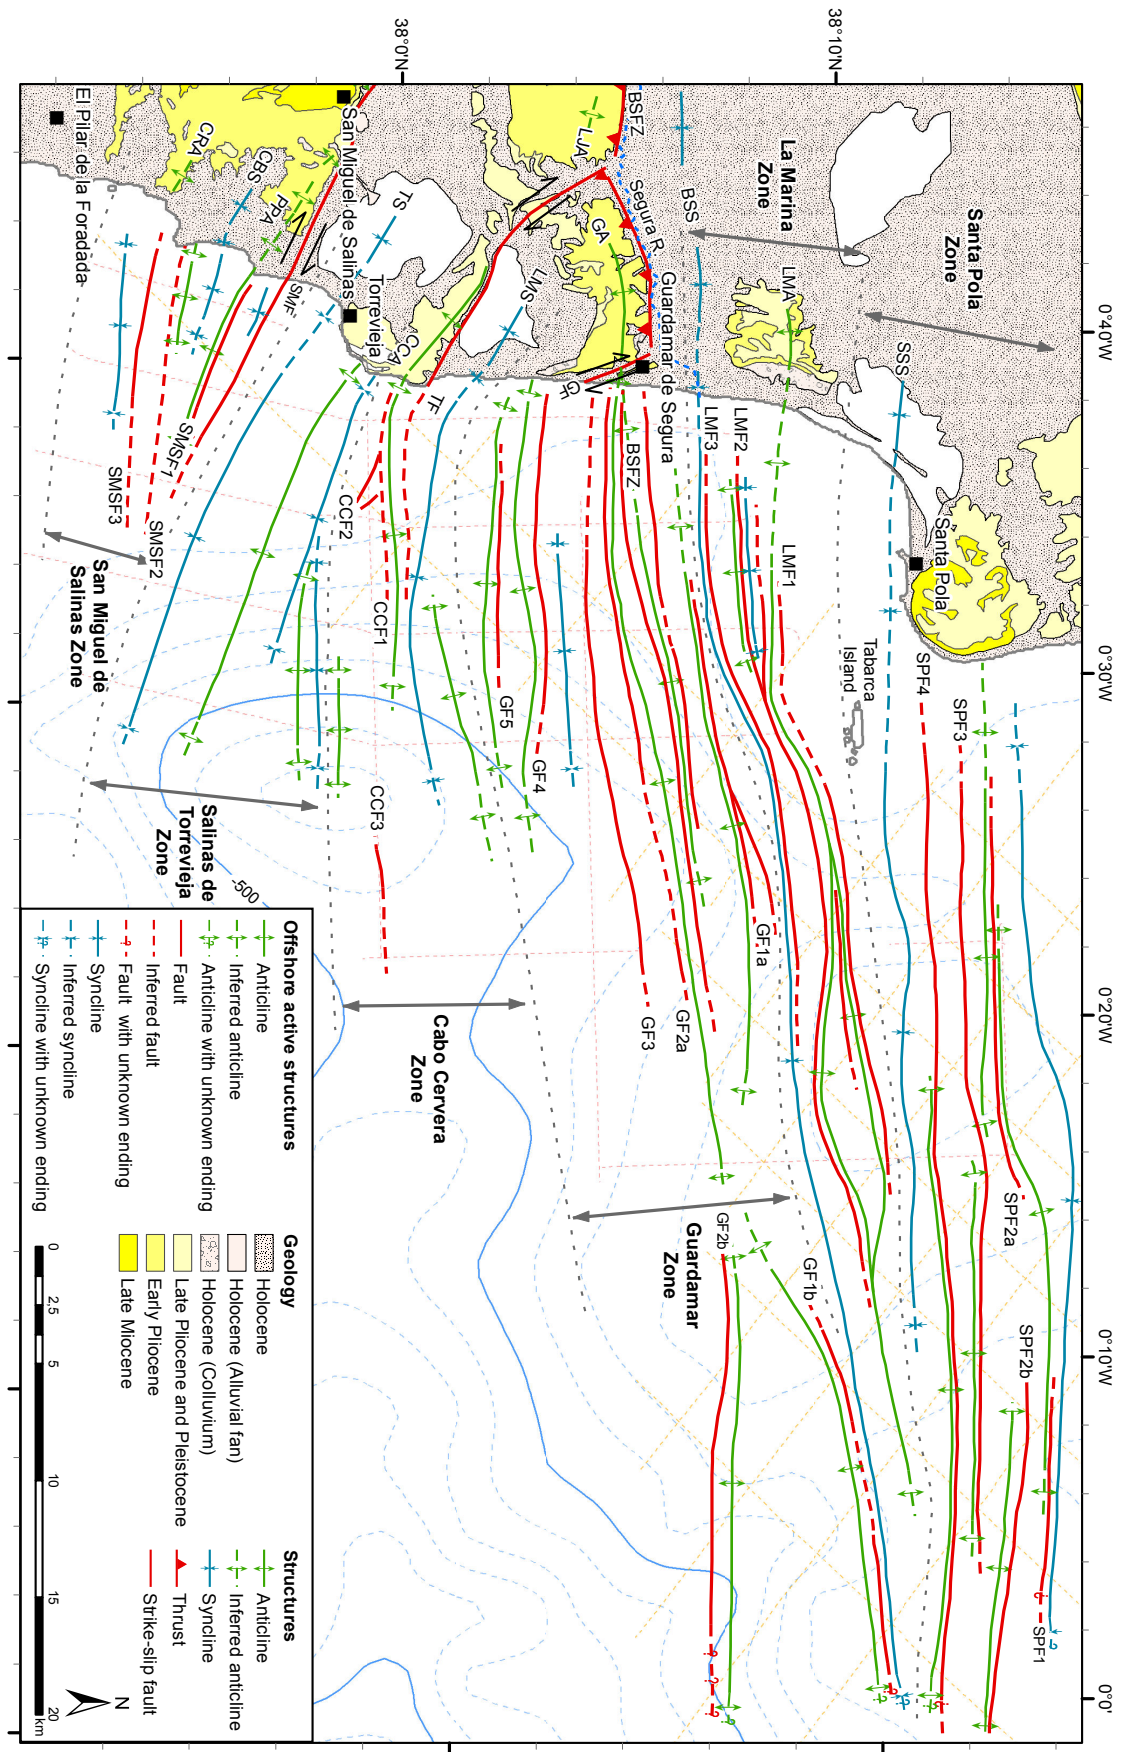 38°0'N
38°10'N
0°40'W
0°30'W
0°20'W
0°10'W
0°0'
Santa Pola
Zone
La Marina
Zone
SSS
LMA
BSS
BSFZ
Segura R.
Guardamar de Segura
LJA
GA
GF
LMS
TS
San Miguel de Salinas
Torrevieja
CCA
TF
SMF
CRA
CBS
PPA
El Pilar de la Foradada
Santa Pola
Tabarca
Island
SPF4
SPF3
SPF2a
SPF2b
SPF1
LMF1
LMF2
LMF3
BSFZ
GF1a
GF1b
GF2a
GF2b
GF3
GF4
GF5
CCF1
CCF2
CCF3
SMSF1
SMSF2
SMSF3
San Miguel de
Salinas Zone
Salinas de
Torrevieja
Zone
Cabo Cervera
Zone
Guardamar
Zone
-500
? ? ? ? ? ? ? ? ? ? ?
Offshore active structures
Anticline
Inferred anticline
? Anticline with unknown ending
Fault
Inferred fault
? Fault with unknown ending
Syncline
Inferred syncline
? Syncline with unknown ending
Geology
Holocene
Holocene (Alluvial fan)
Holocene (Colluvium)
Late Pliocene and Pleistocene
Early Pliocene
Late Miocene
Structures
Anticline
Inferred anticline
Syncline
Thrust
Strike-slip fault
0 2,5 5 10 15 20
km
N